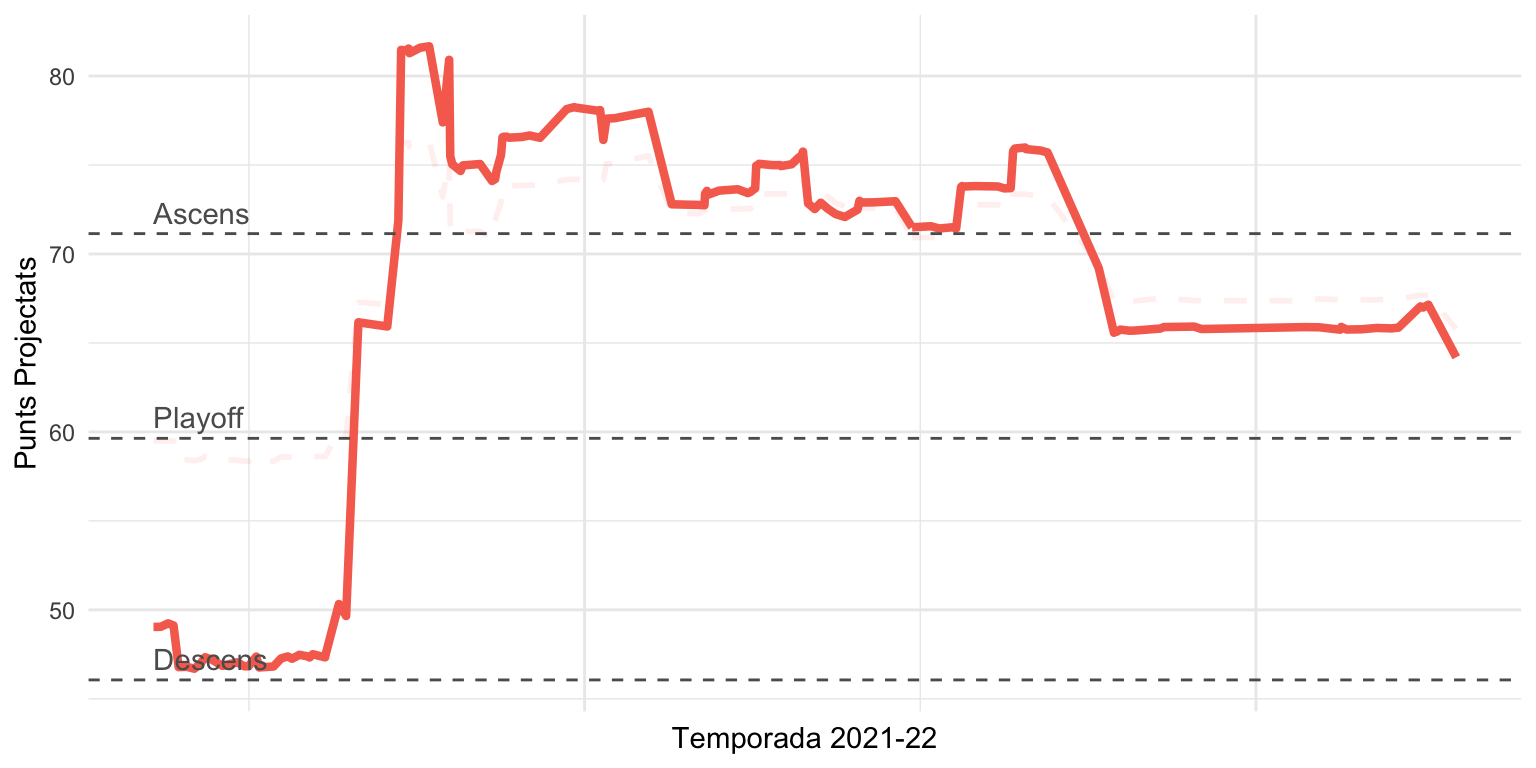 80
70
60
50
Ascens
Playoff
Descens
Punts Projectats
Temporada 2021-22